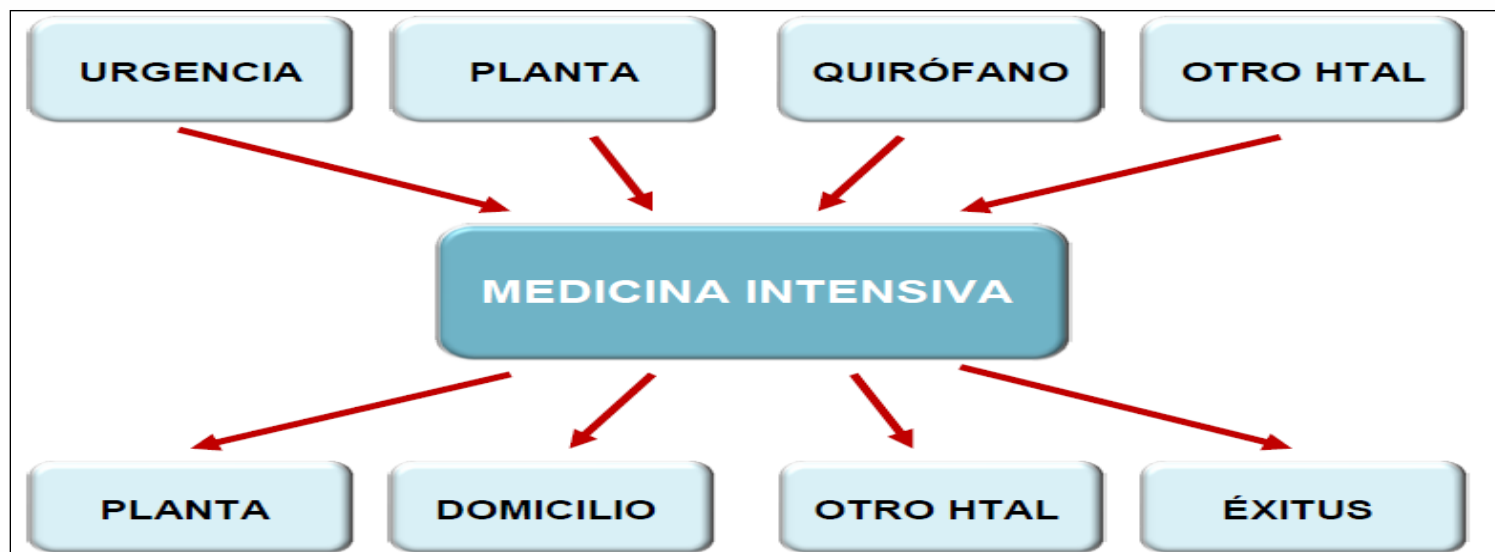 URGENCIA
PLANTA
QUIRÓFANO
OTRO HTAL
MEDICINA INTENSIVA
PLANTA
DOMICILIO
OTRO HTAL
ÉXITUS